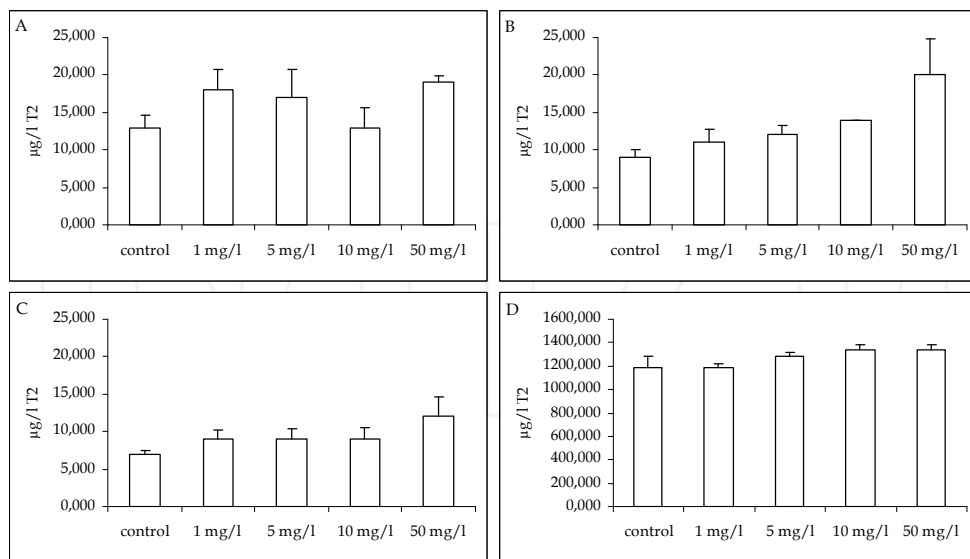 A
µg/l T2
25,000
20,000
15,000
10,000
5,000
0,000
control 1 mg/l 5 mg/l 10 mg/l 50 mg/l
B
µg/l T2
25,000
20,000
15,000
10,000
5,000
0,000
control 1 mg/l 5 mg/l 10 mg/l 50 mg/l
C
µg/l T2
25,000
20,000
15,000
10,000
5,000
0,000
control 1 mg/l 5 mg/l 10 mg/l 50 mg/l
D
µg/l T2
1600,000
1400,000
1200,000
1000,000
800,000
600,000
400,000
200,000
0,000
control 1 mg/l 5 mg/l 10 mg/l 50 mg/l